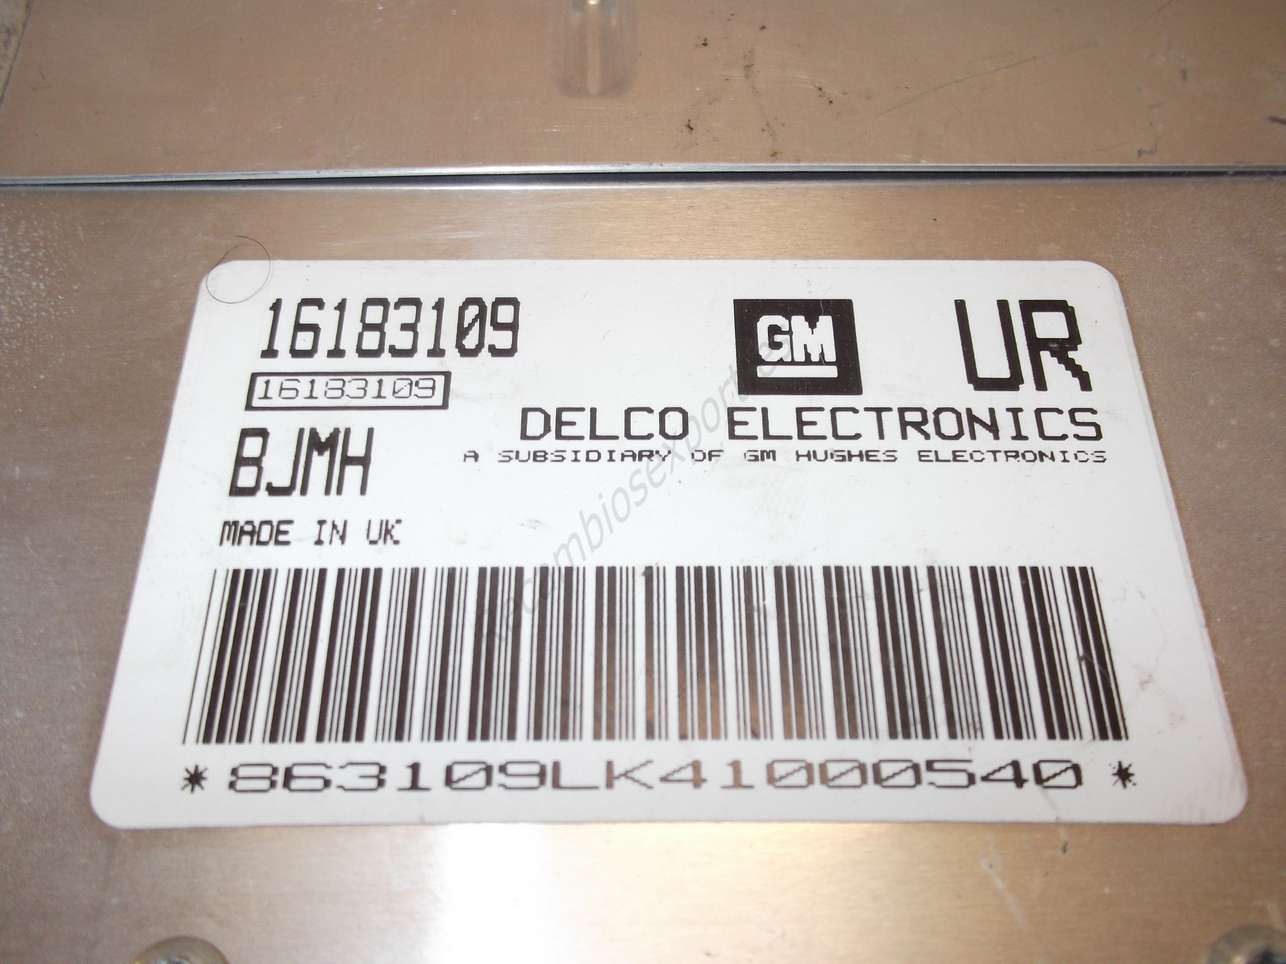 16183109
GM
UR
16183109
DELCO ELECTRONICS
BJMH
A SUBSIDIARY OF GM HUGHES ELECTRONICS
MADE IN UK
*863109LK41000540*